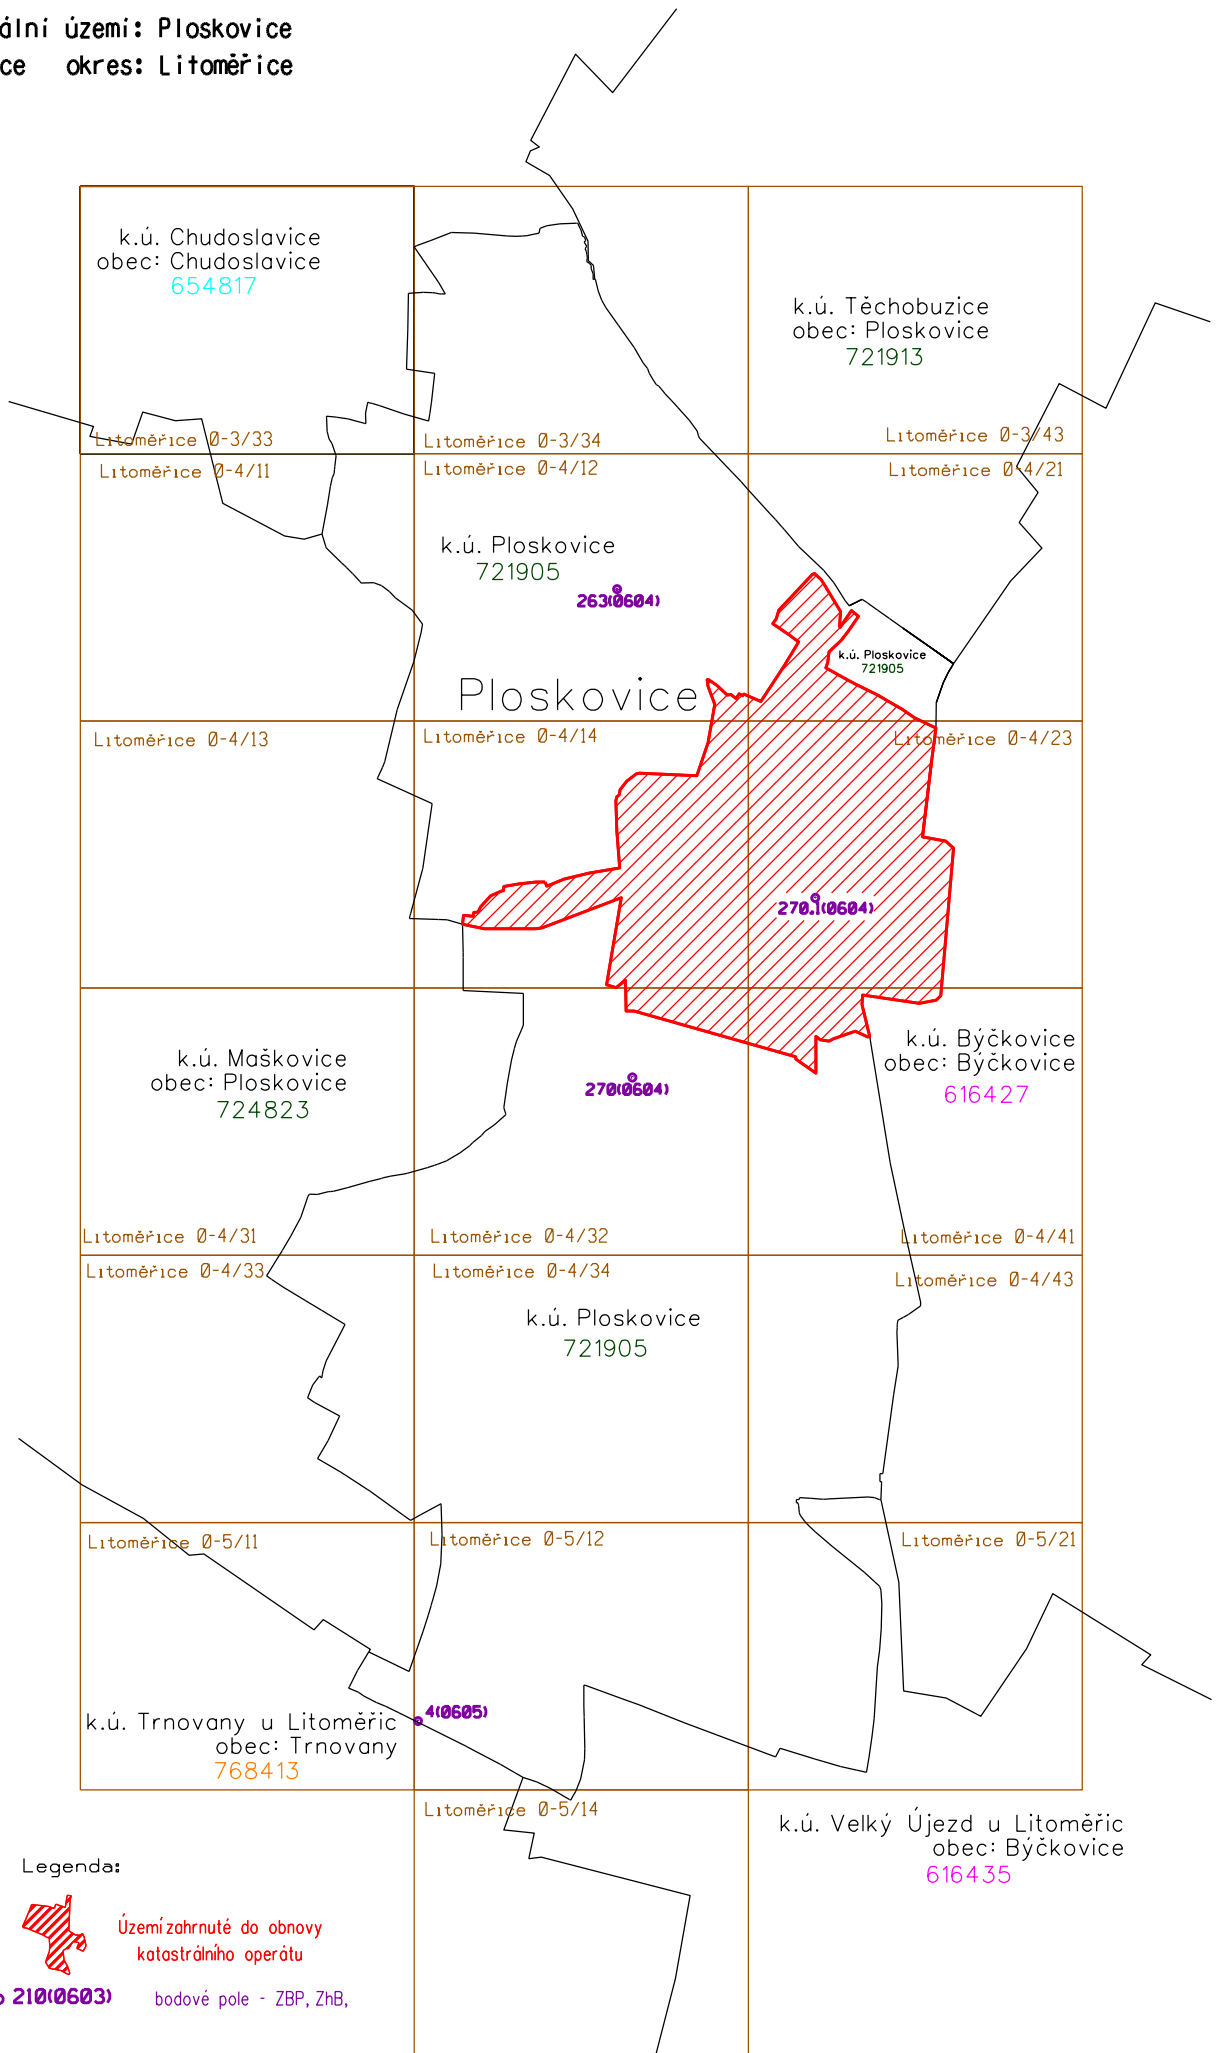 ální území: Ploskovice
ce okres: Litoměřice
k.ú. Chudoslavice
obec: Chudoslavice
654817
k.ú. Těchobuzice
obec: Ploskovice
721913
Litoměřice 0-3/33
Litoměřice 0-3/34
Litoměřice 0-3/43
Litoměřice 0-4/11
Litoměřice 0-4/12
Litoměřice 0-4/21
k.ú. Ploskovice
721905
263(0604)
k.ú. Ploskovice
721905
Ploskovice
Litoměřice 0-4/13
Litoměřice 0-4/14
Litoměřice 0-4/23
270.1(0604)
k.ú. Maškovice
obec: Ploskovice
724823
270(0604)
k.ú. Býčkovice
obec: Býčkovice
616427
Litoměřice 0-4/31
Litoměřice 0-4/32
Litoměřice 0-4/41
Litoměřice 0-4/33
Litoměřice 0-4/34
Litoměřice 0-4/43
k.ú. Ploskovice
721905
Litoměřice 0-5/11
Litoměřice 0-5/12
Litoměřice 0-5/21
4(0605)
k.ú. Trnovany u Litoměřic
obec: Trnovany
768413
Litoměřice 0-5/14
k.ú. Velký Újezd u Litoměřic
obec: Býčkovice
616435
Legenda:
Území zahrnuté do obnovy
katastrálního operátu
210(0603) bodové pole - ZBP, ZhB,